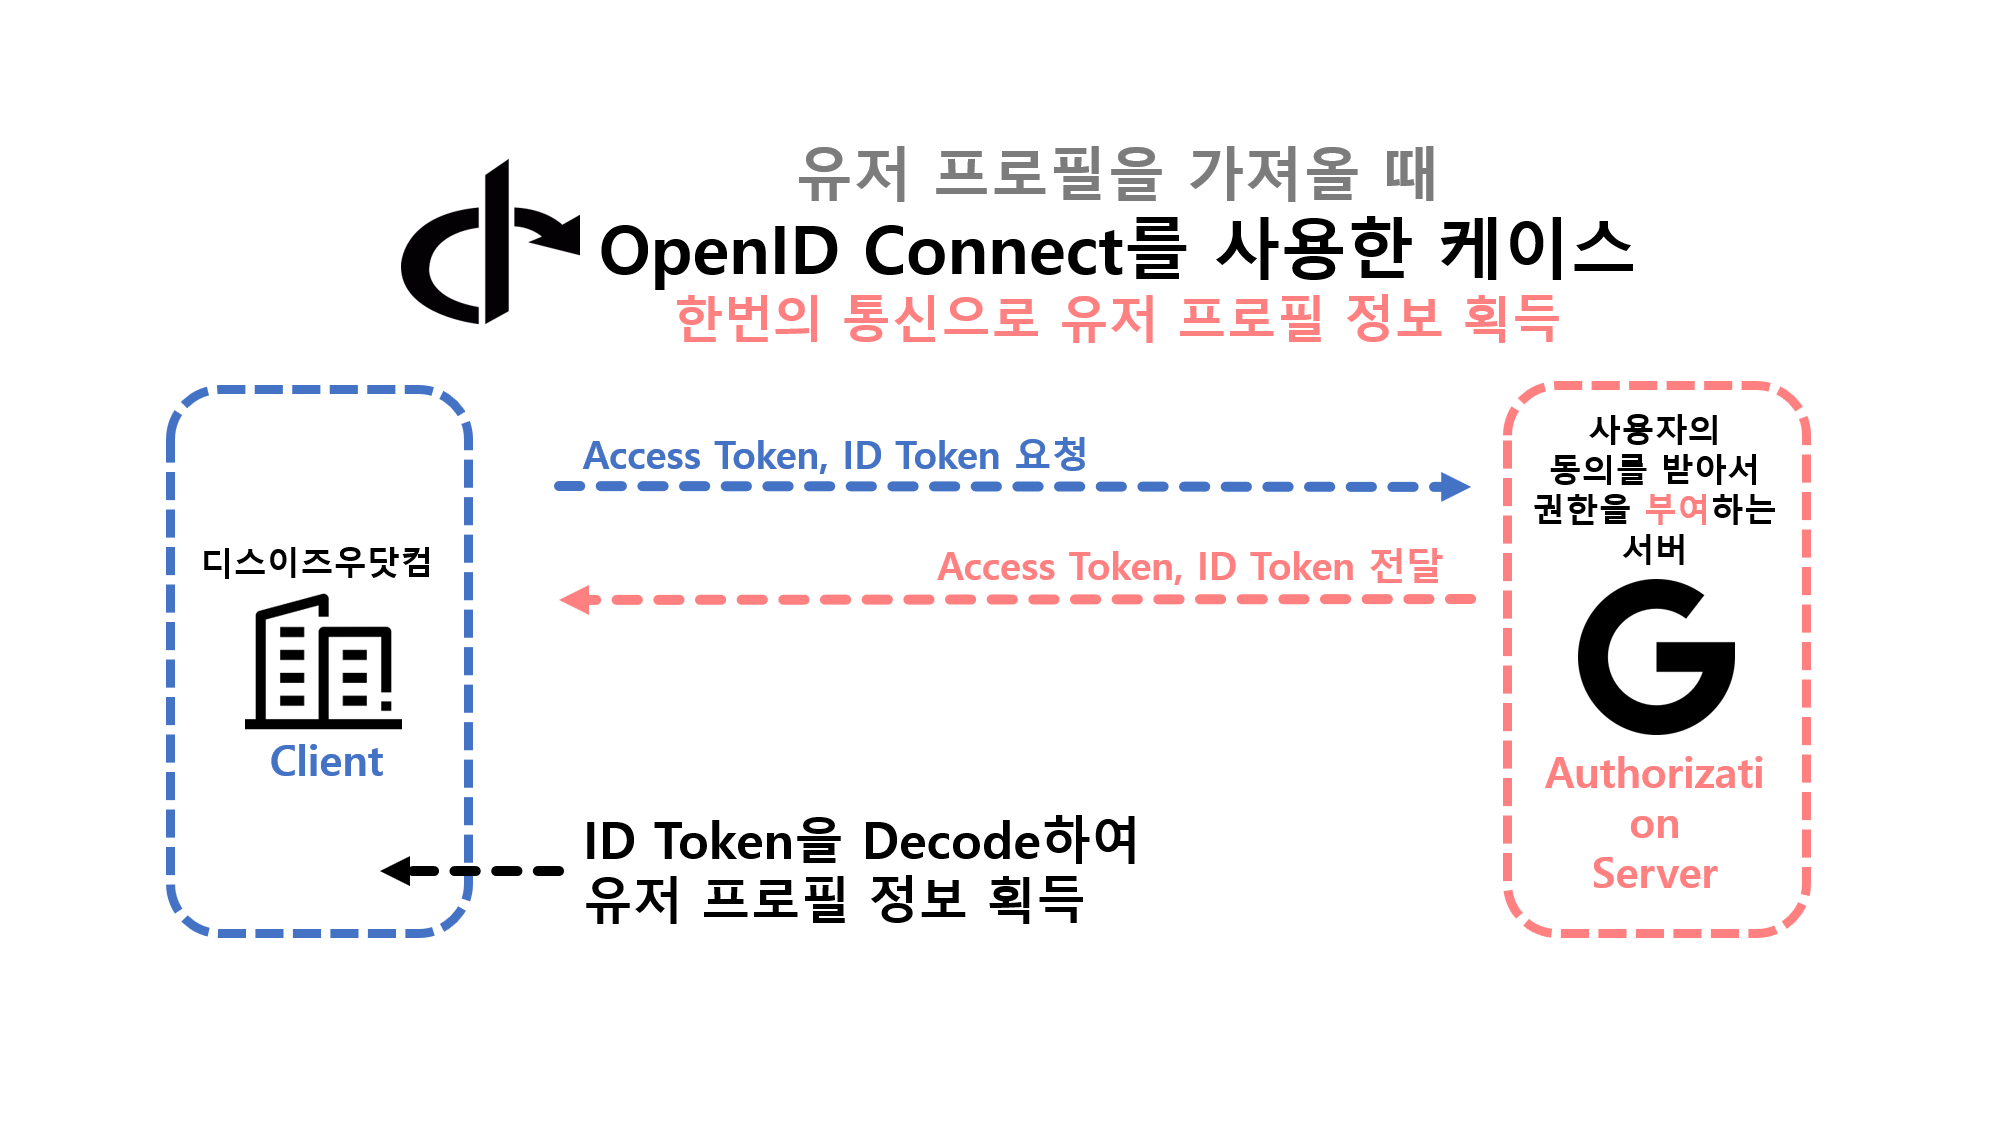 유저 프로필을 가져올 때
OpenID Connect를 사용한 케이스
한번의 통신으로 유저 프로필 정보 획득
디스이즈우닷컴
Client
Access Token, ID Token 요청
Access Token, ID Token 전달
사용자의
동의를 받아서
권한을 부여하는
서버
Authorizati
on
Server
ID Token을 Decode하여
유저 프로필 정보 획득